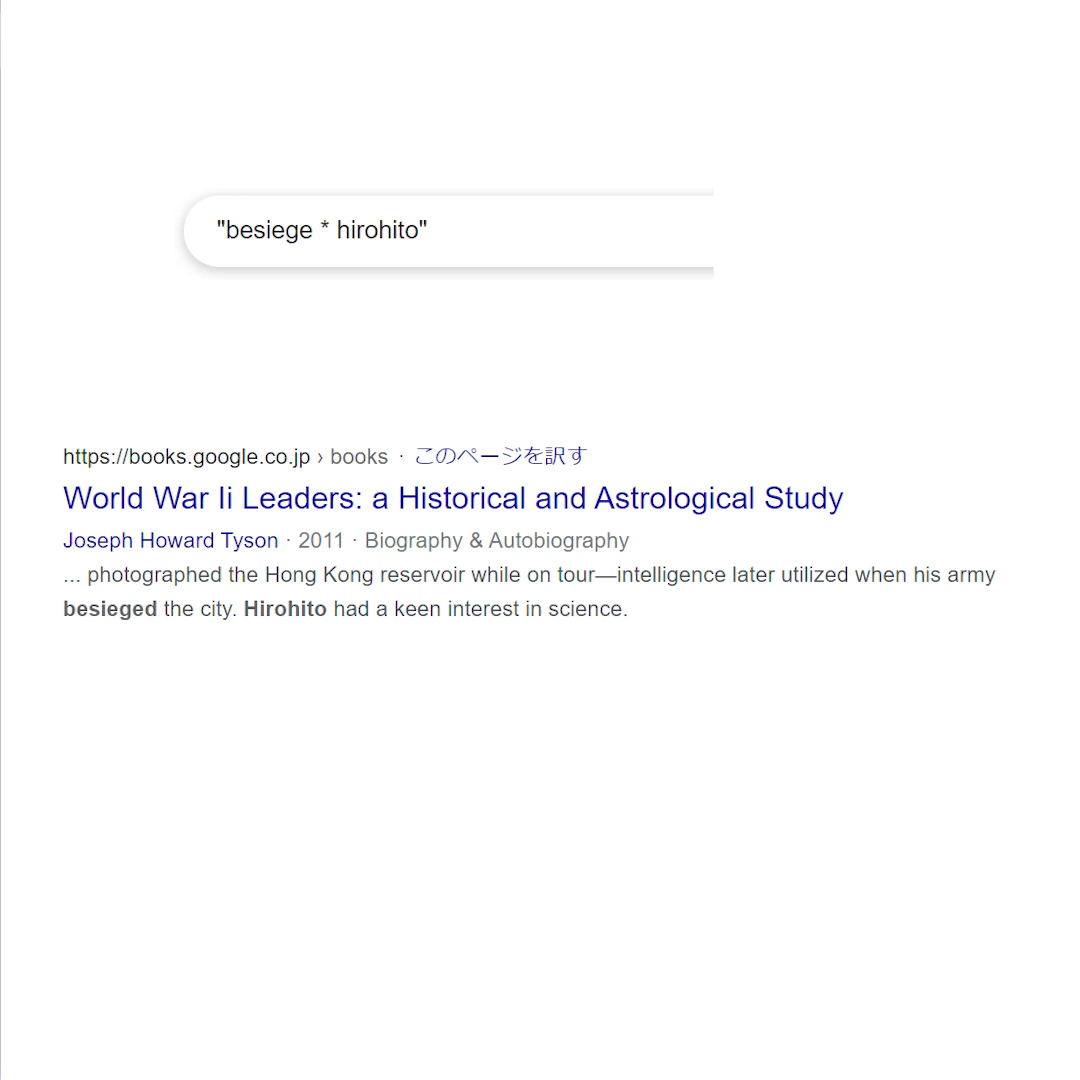 "besiege * hirohito"
https://books.google.co.jp › books · このページを訳す
World War Ii Leaders: a Historical and Astrological Study
Joseph Howard Tyson · 2011 · Biography & Autobiography
... photographed the Hong Kong reservoir while on tour—intelligence later utilized when his army
besieged the city. Hirohito had a keen interest in science.